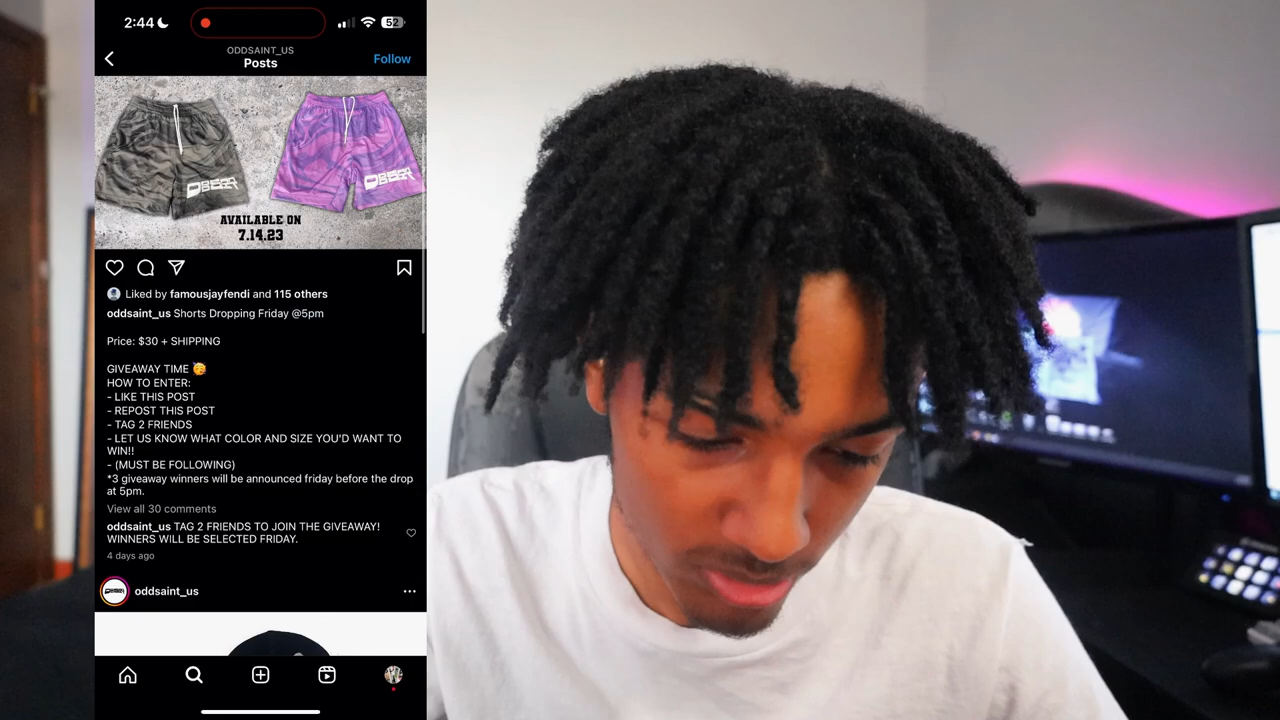 2:44
52
ODDSAINT_US
Posts
Follow
AVAILABLE ON
7.14.23
Liked by famousjayfendi and 115 others
oddsaint_us Shorts Dropping Friday @5pm
Price: $30 + SHIPPING
GIVEAWAY TIME 🥳
HOW TO ENTER:
- LIKE THIS POST
- REPOST THIS POST
- TAG 2 FRIENDS
- LET US KNOW WHAT COLOR AND SIZE YOU'D WANT TO
WIN!!
- (MUST BE FOLLOWING)
*3 giveaway winners will be announced friday before the drop
at 5pm.
View all 30 comments
oddsaint_us TAG 2 FRIENDS TO JOIN THE GIVEAWAY!
WINNERS WILL BE SELECTED FRIDAY.
4 days ago
oddsaint_us